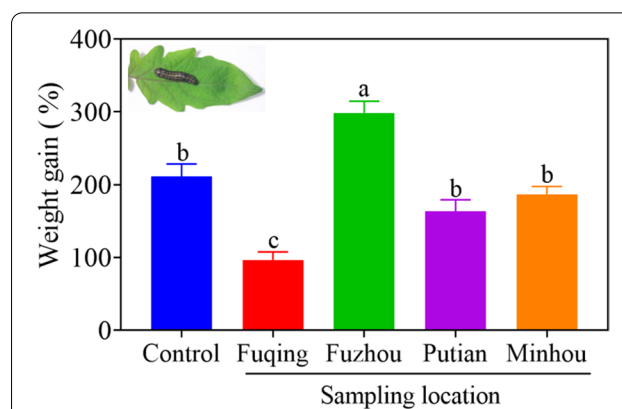 Weight gain ( %)
400
300
200
100
0
b
c
a
b
b
Control Fuqing Fuzhou Putian Minhou
Sampling location